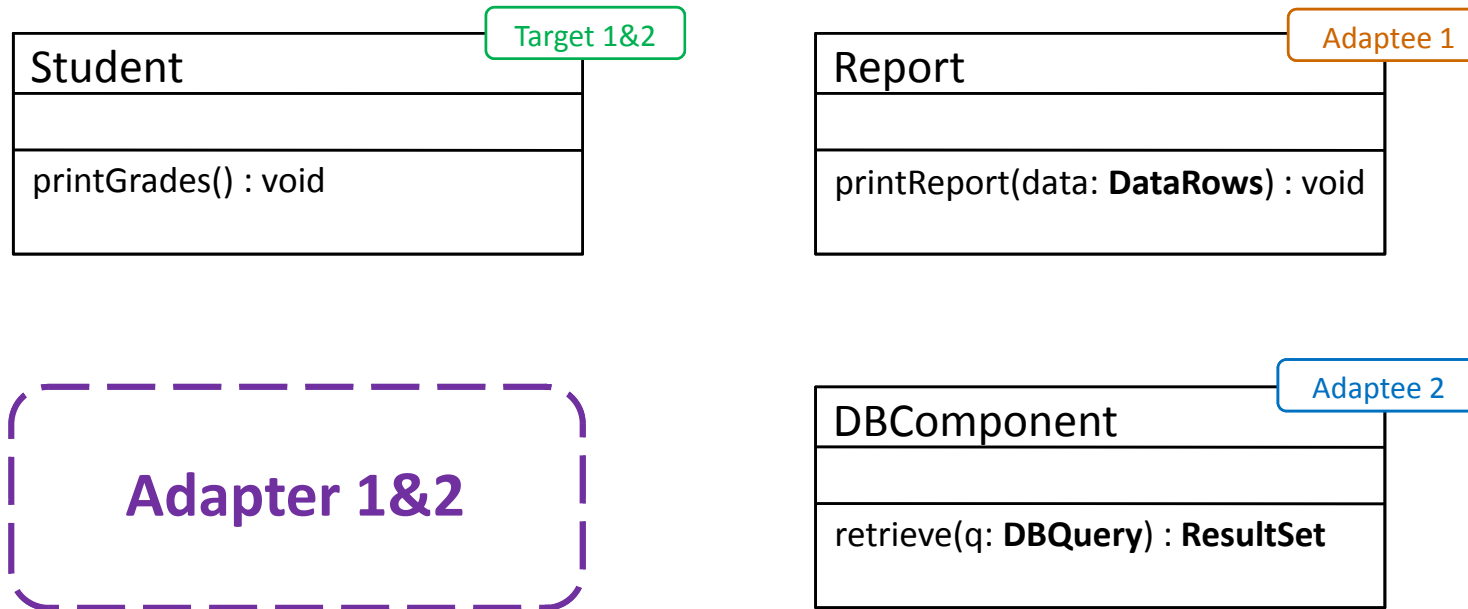 Target 1&2
Student
printGrades() : void
Adaptee 1
Report
printReport(data: DataRows) : void
Adapter 1&2
Adaptee 2
DBComponent
retrieve(q: DBQuery) : ResultSet